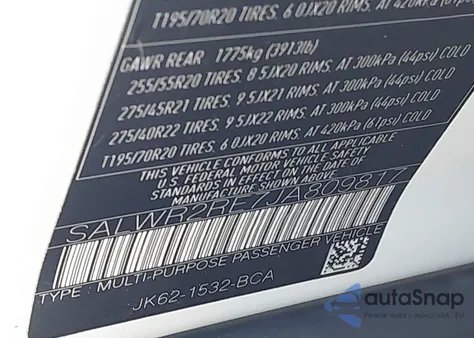 T195/70R20 TIRES, 6.0JX20 RIMS, AT 420kPa (61psi)
GAWR REAR 1775kg (3913lb)
255/55R20 TIRES, 8.5JX20 RIMS, AT 300kPa (44psi) COLD
275/45R21 TIRES, 9.5JX21 RIMS, AT 300kPa (44psi) COLD
275/40R22 TIRES, 9.5JX22 RIMS, AT 300kPa (44psi) COLD
T195/70R20 TIRES, 6.0JX20 RIMS, AT 420kPa (61psi) COLD
THIS VEHICLE CONFORMS TO ALL APPLICABLE
U.S. FEDERAL MOTOR VEHICLE SAFETY
STANDARDS IN EFFECT ON THE DATE OF
MANUFACTURE SHOWN ABOVE
SALWR2RE7JA809817
TYPE: MULTI-PURPOSE PASSENGER VEHICLE
JK62-1532-BCA
autoSnap